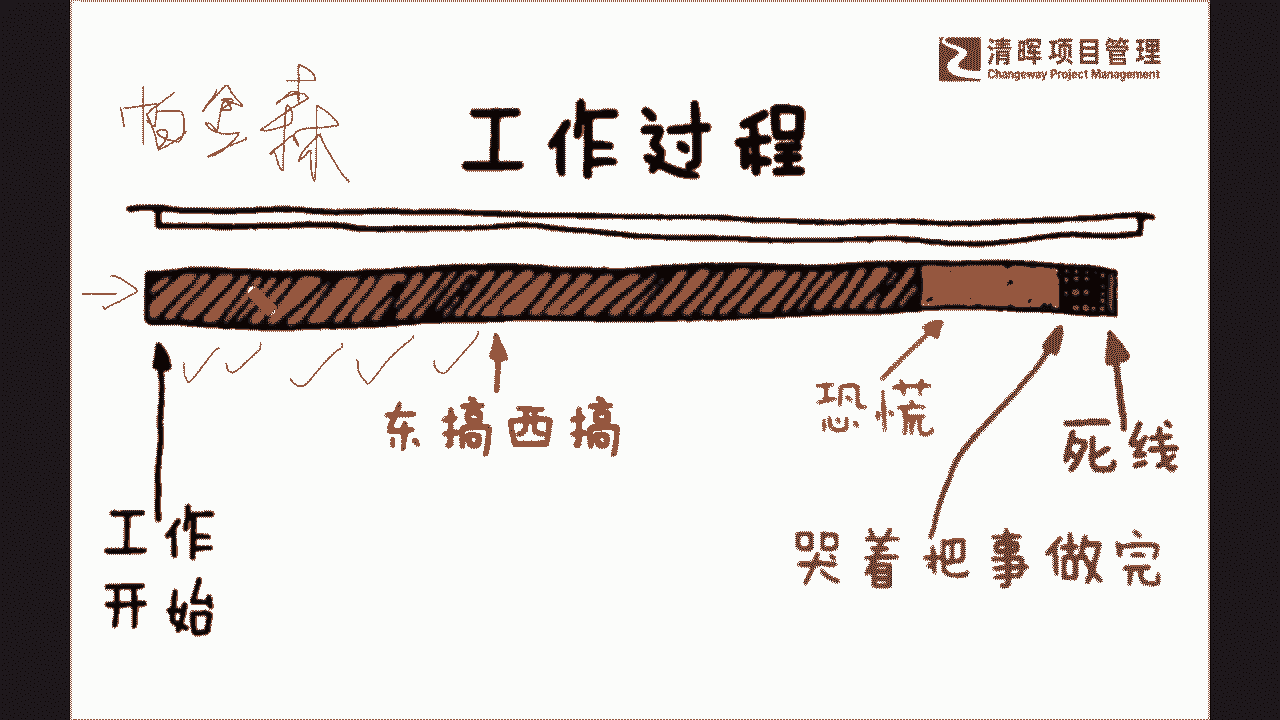 清晖项目管理
Changeway Project Management
帕金森
工作过程
东搞西搞
恐慌
死线
哭着把事做完
工作
开始